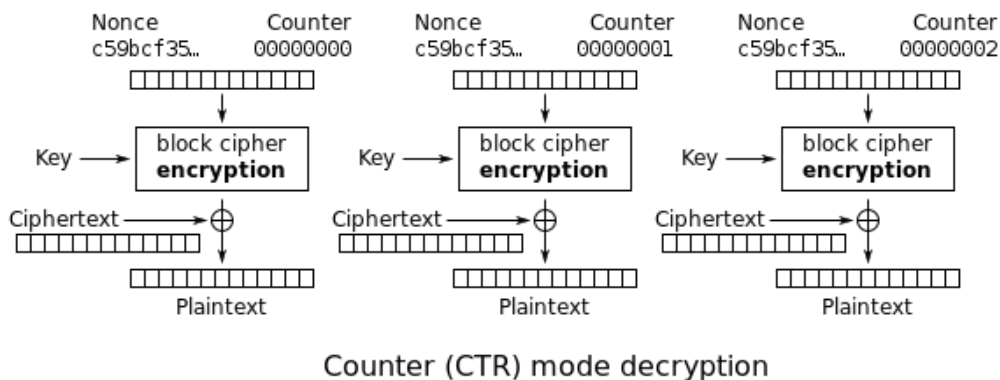 Nonce Counter Nonce Counter Nonce Counter
c59bcf35… 00000000 c59bcf35… 00000001 c59bcf35… 00000002
block cipher block cipher block cipher
Key Key Key
encryption encryption encryption
Ciphertext Ciphertext Ciphertext
Plaintext Plaintext Plaintext
Counter (CTR) mode decryption